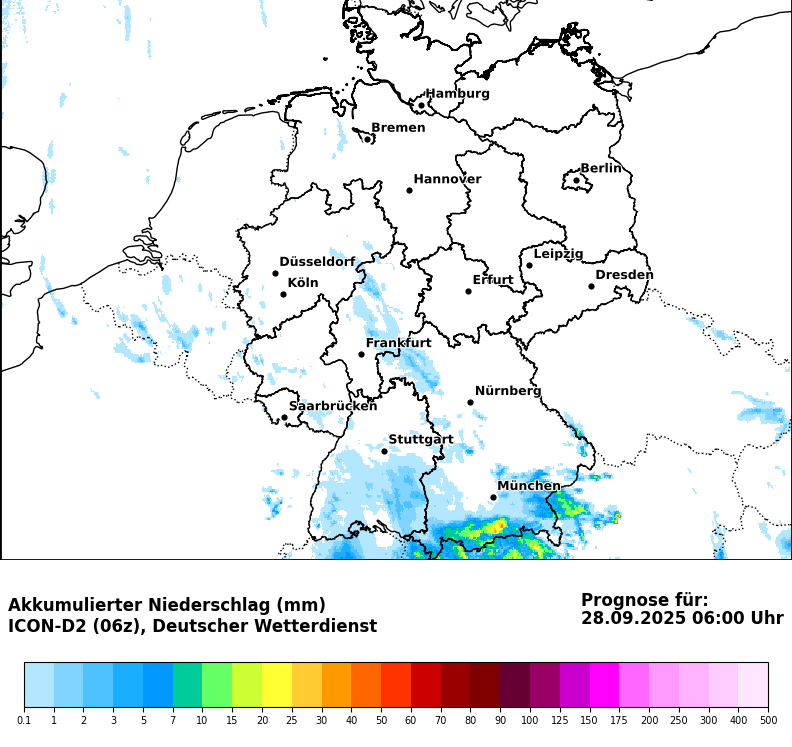 Hamburg
Bremen
Berlin
Hannover
Leipzig
Düsseldorf
Dresden
Köln
Erfurt
Frankfurt
Nürnberg
Saarbrücken
Stuttgart
München
Akkumulierter Niederschlag (mm)
ICON-D2 (06z), Deutscher Wetterdienst
Prognose für:
28.09.2025 06:00 Uhr
0.1 1 2 3 5 7 10 15 20 25 30 40 50 60 70 80 90 100 125 150 175 200 250 300 400 500